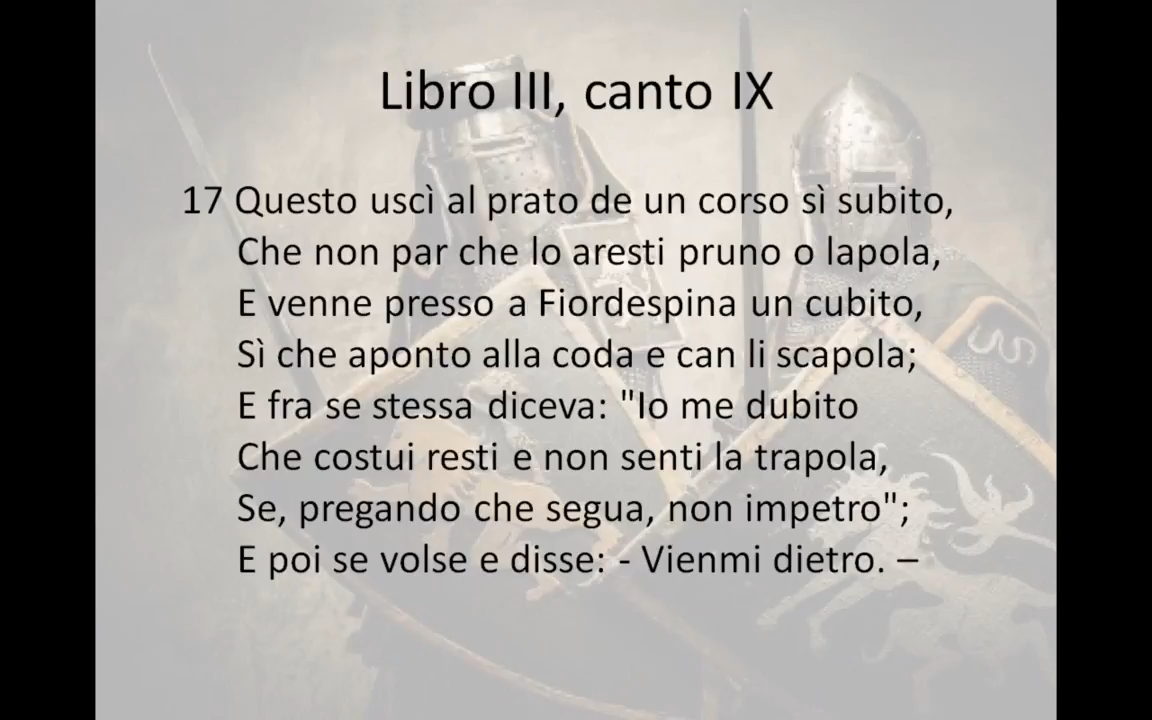 Libro III, canto IX
17 Questo uscì al prato de un corso sì subito,
Che non par che lo aresti pruno o lapola,
E venne presso a Fiordespina un cubito,
Sì che aponto alla coda e can li scapola;
E fra se stessa diceva: "Io me dubito
Che costui resti e non senti la trapola,
Se, pregando che segua, non impetro";
E poi se volse e disse: - Vienmi dietro. –